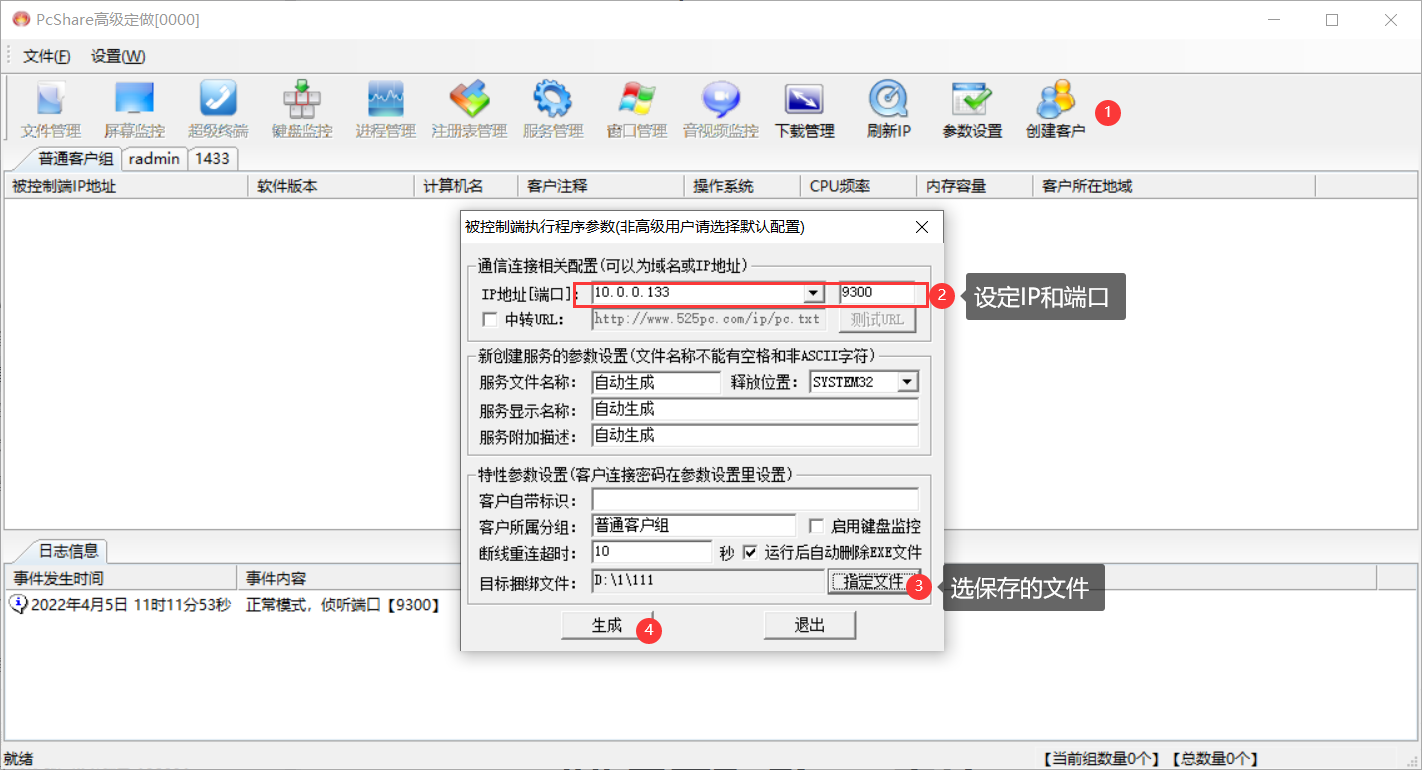 PcShare高级定做[0000]
文件(F) 设置(W)
文件管理 屏幕监控 超级终端 键盘监控 进程管理 注册表管理 服务管理 窗口管理 音视频监控 下载管理 刷新IP 参数设置 创建客户 1
普通客户组 radmin 1433
被控制端IP地址 软件版本 计算机名 客户注释 操作系统 CPU频率 内存容量 客户所在地域
被控制端执行程序参数(非高级用户请选择默认配置)
通信连接相关配置(可以为域名或IP地址)
IP地址[端口]: 10.0.0.133 9300 2 设定IP和端口
中转URL: http://www.525pc.com/ip/pc.txt 测试URL
新创建服务的参数设置(文件名称不能有空格和非ASCII字符)
服务文件名称: 自动生成 释放位置: SYSTEM32
服务显示名称: 自动生成
服务附加描述: 自动生成
特性参数设置(客户连接密码在参数设置里设置)
客户自带标识:
客户所属分组: 普通客户组 启用键盘监控
断线重连超时: 10 秒 运行后自动删除EXE文件
目标捆绑文件: D:\1\111 指定文件 3 选保存的文件
生成 4 退出
日志信息
事件发生时间 事件内容
2022年4月5日 11时11分53秒 正常模式，侦听端口【9300】
就绪 【当前组数量0个】【总数量0个】